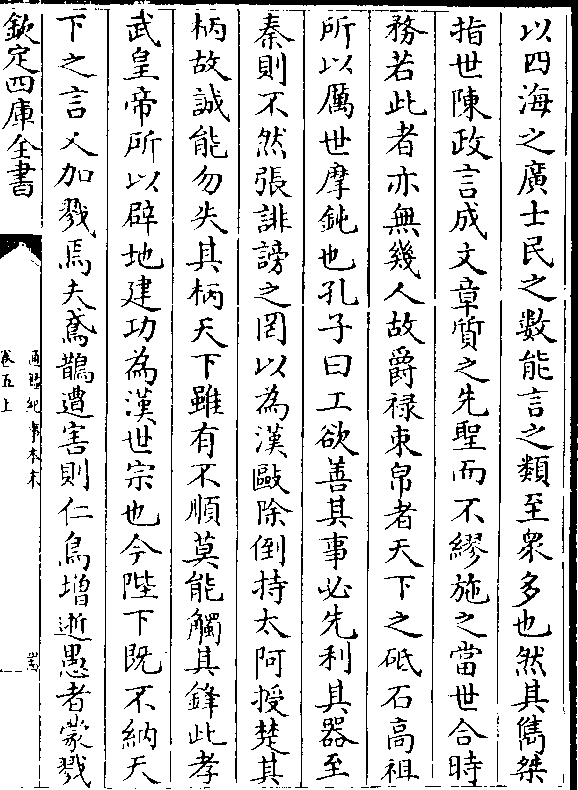 以四海之廣士民之數能言之類至衆多也然其雋桀
指世陳政言成文章質之先聖而不繆施之當世合時
務若此者亦無幾人故爵祿束帛者天下之砥石高祖
所以厲世摩鈍也孔子曰工欲善其事必先利其器至
秦則不然張誹謗之罔以為漢敺除倒持太阿授楚其
柄故誠能勿失其柄天下雖有不順莫能觸其鋒此孝
武皇帝所以辟地建功為漢世宗也今陛下既不納天
下之言又加戮焉夫鳶鵲遭害則仁鳥增逝愚者蒙戮
欽定四庫全書
通鑑紀事本末
卷五上